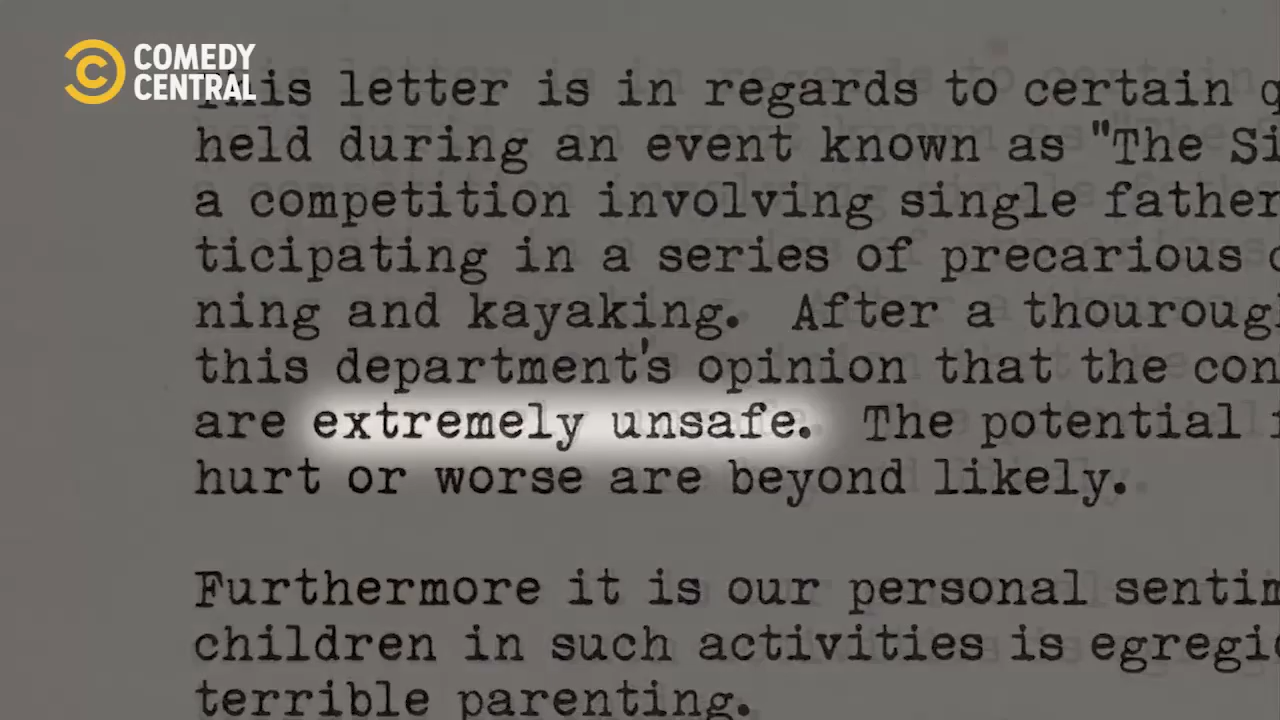 COMEDY
CENTRAL
This letter is in regards to certain
held during an event known as "The Si
a competition involving single father
ticipating in a series of precarious
ning and kayaking. After a thouroug
this department's opinion that the con
are extremely unsafe. The potential
hurt or worse are beyond likely.
Furthermore it is our personal sentim
children in such activities is egregi
terrible parenting.